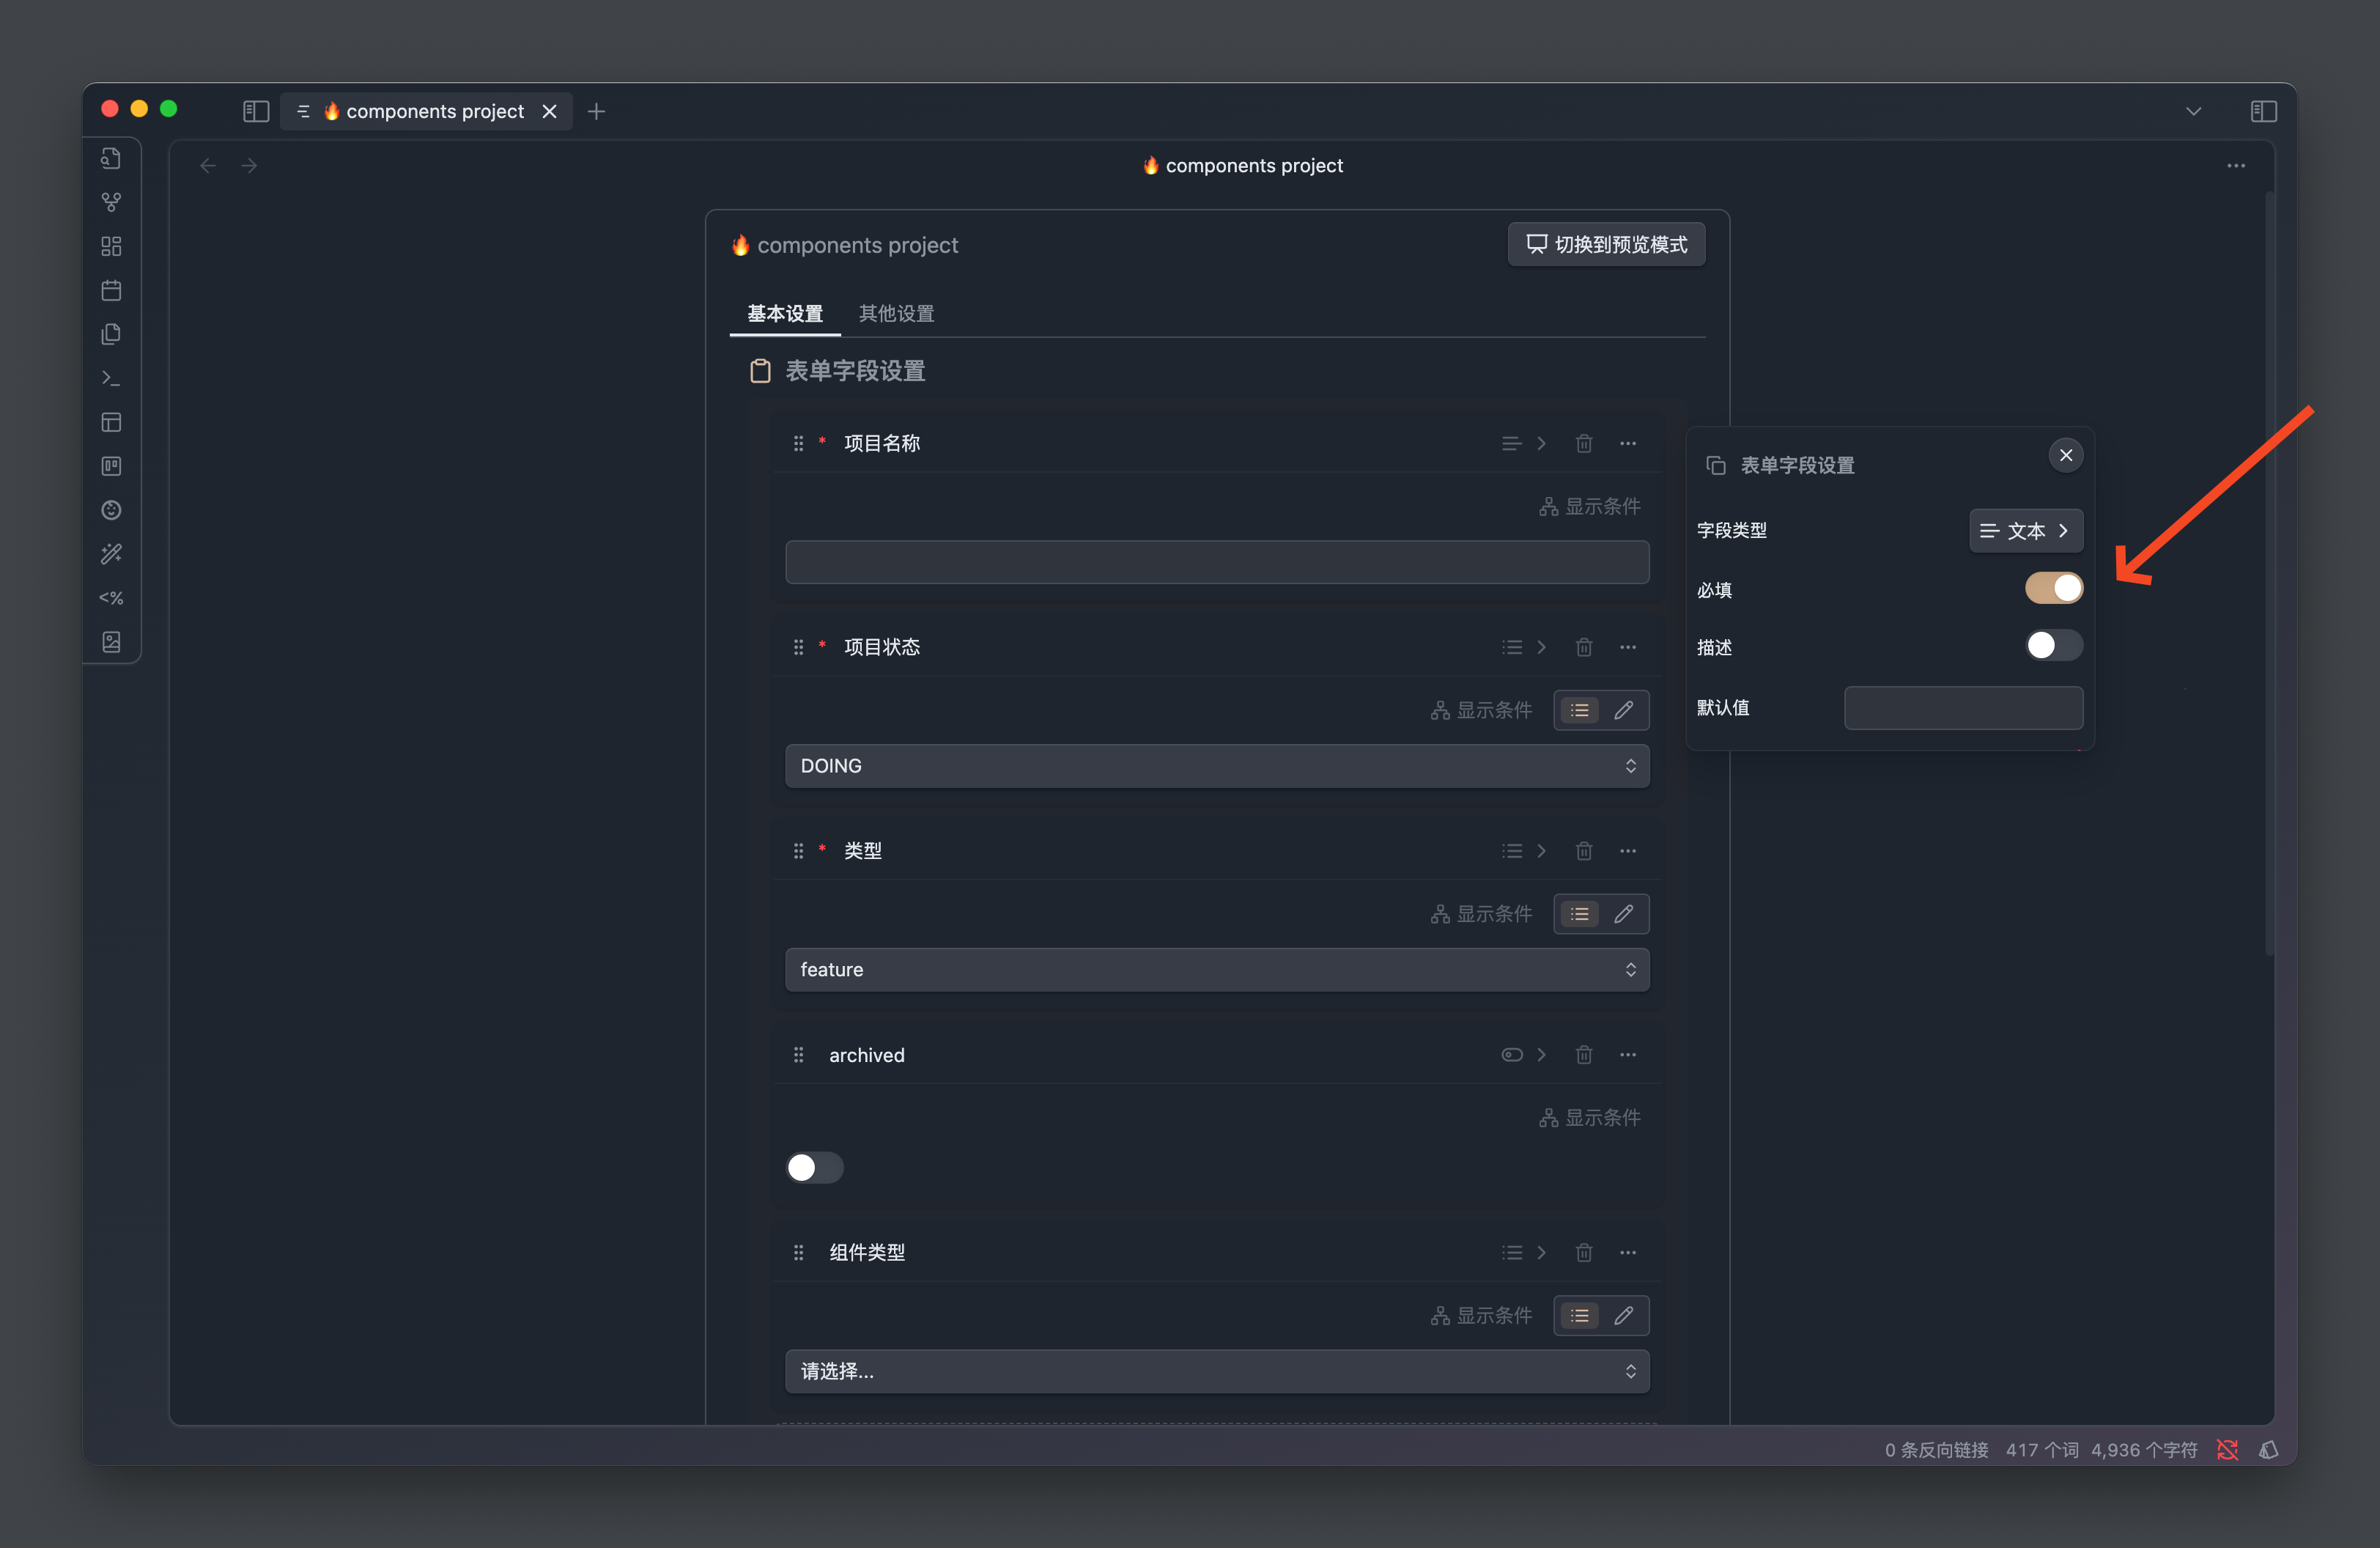 🔥 components project
🔥 components project
🔥 components project
切换到预览模式
基本设置
其他设置
表单字段设置
* 项目名称
显示条件
* 项目状态
显示条件
DOING
* 类型
显示条件
feature
archived
显示条件
组件类型
显示条件
请选择...
表单字段设置
字段类型
文本
必填
描述
默认值
<%
0 条反向链接 417 个词 4,936 个字符